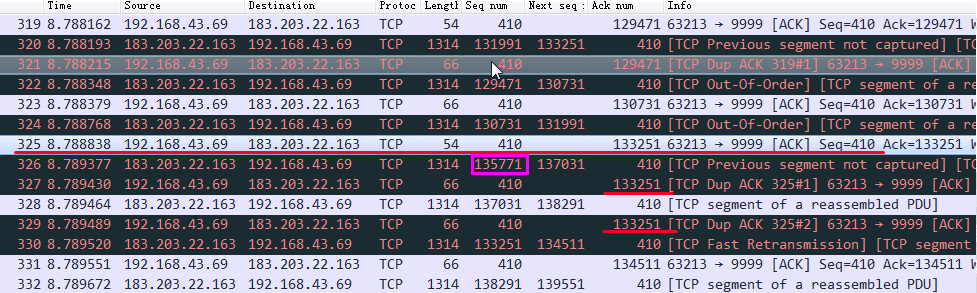 Time Source Destination Protoc Length Seq num Next seq Ack num Info
319 8.788162 192.168.43.69 183.203.22.163 TCP 54 410 129471 63213 → 9999 [ACK] Seq=410 Ack=129471 W
320 8.788193 183.203.22.163 192.168.43.69 TCP 1314 131991 133251 410 [TCP Previous segment not captured] [T
321 8.788215 192.168.43.69 183.203.22.163 TCP 66 410 129471 [TCP Dup ACK 319#1] 63213 → 9999 [ACK]
322 8.788348 183.203.22.163 192.168.43.69 TCP 1314 129471 130731 410 [TCP Out-Of-Order] [TCP segment of a re
323 8.788379 192.168.43.69 183.203.22.163 TCP 66 410 130731 63213 → 9999 [ACK] Seq=410 Ack=130731 W
324 8.788768 183.203.22.163 192.168.43.69 TCP 1314 130731 131991 410 [TCP Out-Of-Order] [TCP segment of a re
325 8.788838 192.168.43.69 183.203.22.163 TCP 54 410 133251 63213 → 9999 [ACK] Seq=410 Ack=133251 W
326 8.789377 183.203.22.163 192.168.43.69 TCP 1314 135771 137031 410 [TCP Previous segment not captured] [T
327 8.789430 192.168.43.69 183.203.22.163 TCP 66 410 133251 [TCP Dup ACK 325#1] 63213 → 9999 [ACK]
328 8.789464 183.203.22.163 192.168.43.69 TCP 1314 137031 138291 410 [TCP segment of a reassembled PDU]
329 8.789489 192.168.43.69 183.203.22.163 TCP 66 410 133251 [TCP Dup ACK 325#2] 63213 → 9999 [ACK]
330 8.789520 183.203.22.163 192.168.43.69 TCP 1314 133251 134511 410 [TCP Fast Retransmission] [TCP segment
331 8.789551 192.168.43.69 183.203.22.163 TCP 66 410 134511 63213 → 9999 [ACK] Seq=410 Ack=134511 W
332 8.789672 183.203.22.163 192.168.43.69 TCP 1314 138291 139551 410 [TCP segment of a reassembled PDU]